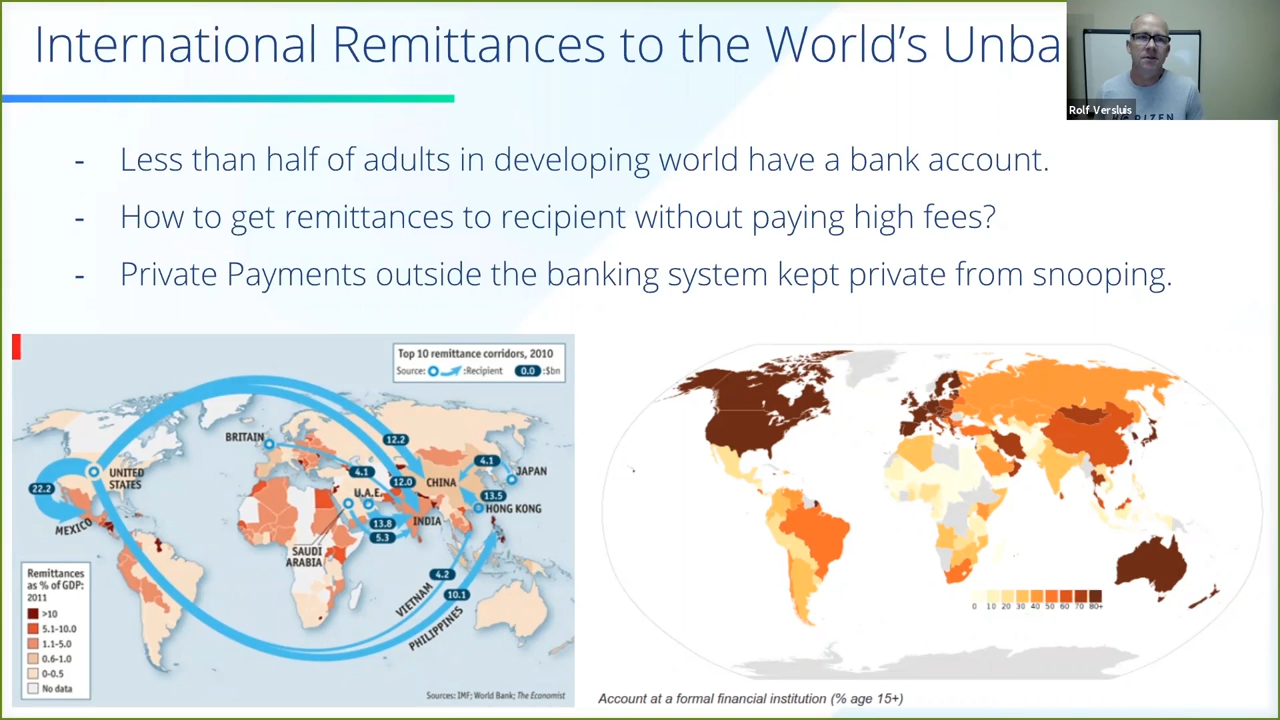 International Remittances to the World's Unba
Rolf Versluis
- Less than half of adults in developing world have a bank account.
- How to get remittances to recipient without paying high fees?
- Private Payments outside the banking system kept private from snooping.
Top 10 remittance corridors, 2010
Source: :Recipient 0.0 :$bn
BRITAIN
12.2
UNITED
STATES
4.1
4.1
JAPAN
12.0
CHINA
22.2
U.A.E.
13.5
HONG KONG
MEXICO
13.8
INDIA
5.3
SAUDI
ARABIA
4.2
VIETNAM
10.1
PHILIPPINES
Remittances
as % of GDP:
2011
>10
5.1-10.0
1.1-5.0
0.6-1.0
0-0.5
No data
Sources: IMF; World Bank; The Economist
0 10 20 30 40 50 60 70 80+
Account at a formal financial institution (% age 15+)